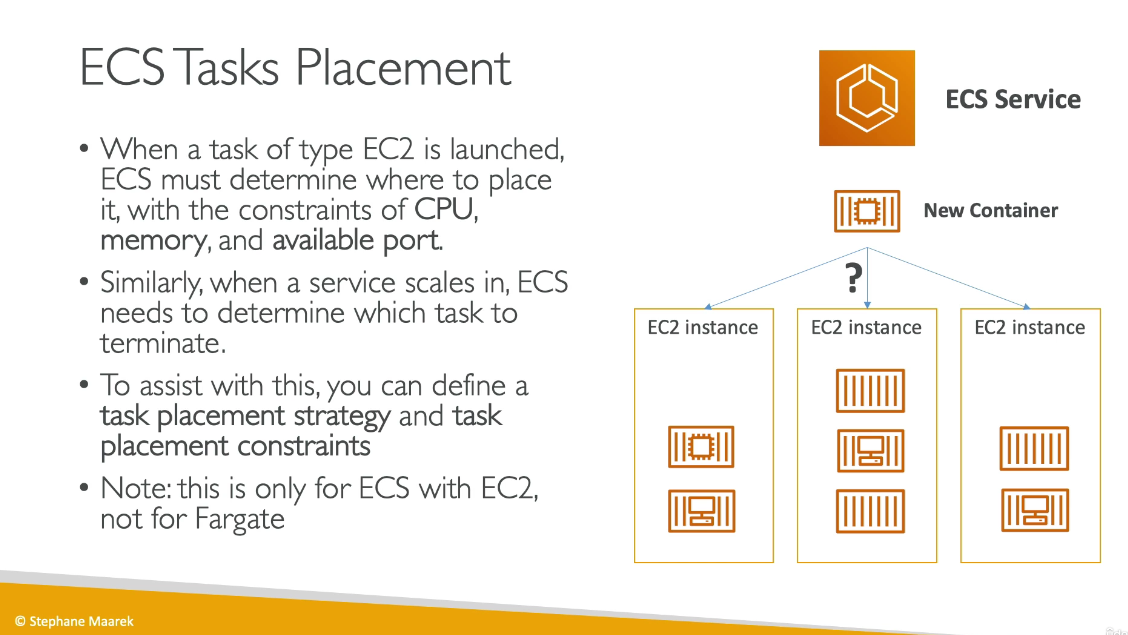 ECS Tasks Placement
• When a task of type EC2 is launched,
ECS must determine where to place
it, with the constraints of CPU,
memory, and available port.
• Similarly, when a service scales in, ECS
needs to determine which task to
terminate.
• To assist with this, you can define a
task placement strategy and task
placement constraints
• Note: this is only for ECS with EC2,
not for Fargate
ECS Service
New Container
?
EC2 instance
EC2 instance
EC2 instance
© Stephane Maarek